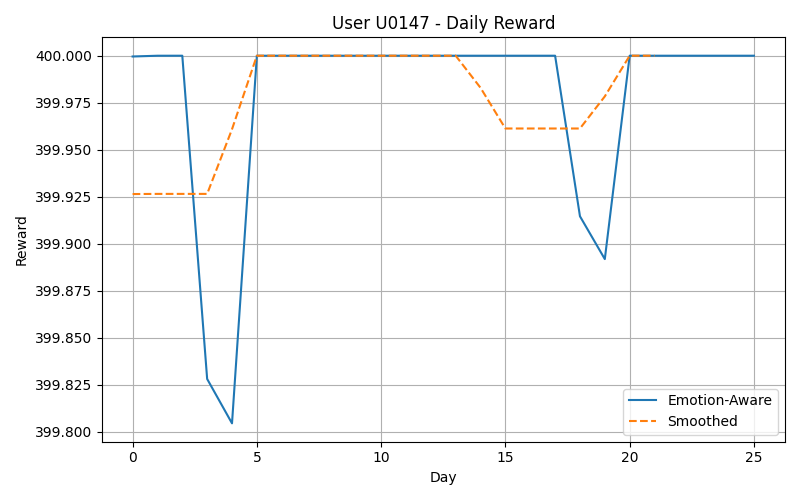 User U0147 - Daily Reward
Reward
400.000
399.975
399.950
399.925
399.900
399.875
399.850
399.825
399.800
Emotion-Aware
Smoothed
0 5 10 15 20 25
Day